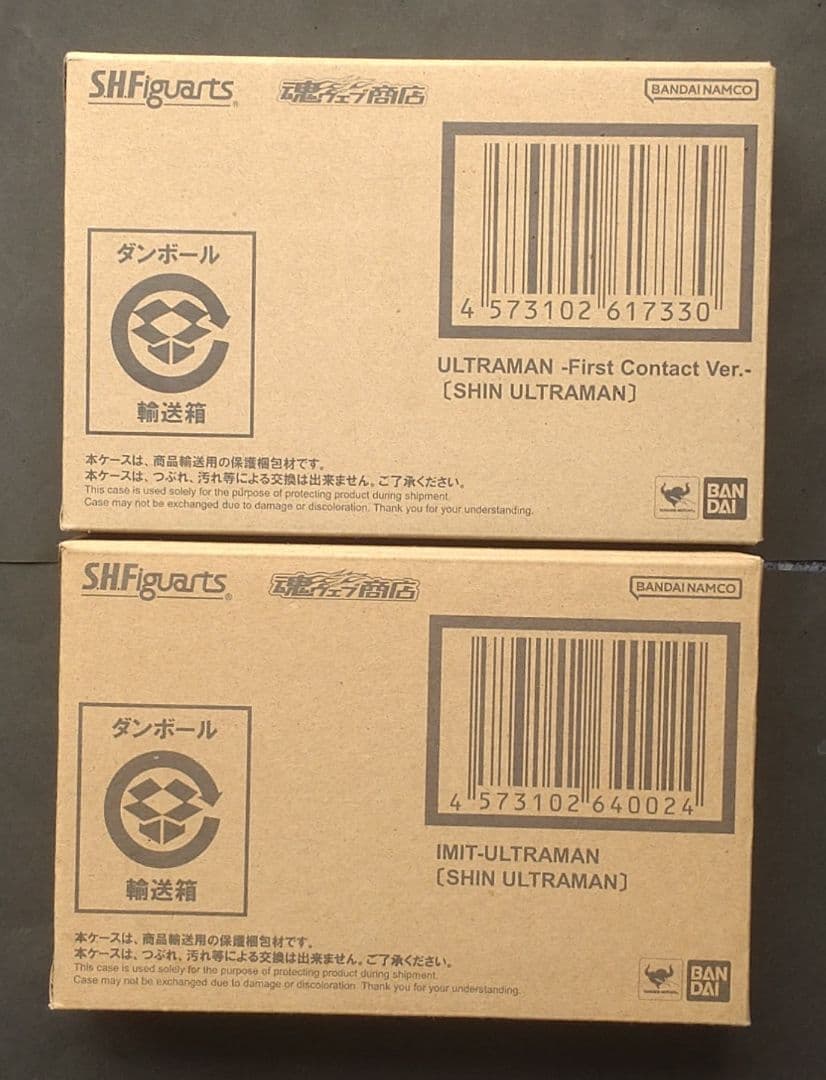 S.H.Figuarts®
魂ウェブ商店
BANDAI NAMCO
4 573102 617330
ダンボール
輸送箱
ULTRAMAN -First Contact Ver.-
〔SHIN ULTRAMAN〕
本ケースは、商品輸送用の保護梱包材です。
本ケースは、つぶれ、汚れ等による交換は出来ません。ご了承ください。
This case is used solely for the purpose of protecting product during shipment.
Case may not be exchanged due to damage or discoloration. Thank you for your understanding.
BAN
DAI
S.H.Figuarts®
魂ウェブ商店
BANDAI NAMCO
4 573102 640024
ダンボール
輸送箱
IMIT-ULTRAMAN
〔SHIN ULTRAMAN〕
本ケースは、商品輸送用の保護梱包材です。
本ケースは、つぶれ、汚れ等による交換は出来ません。ご了承ください。
This case is used solely for the purpose of protecting product during shipment.
Case may not be exchanged due to damage or discoloration. Thank you for your understanding.
BAN
DAI